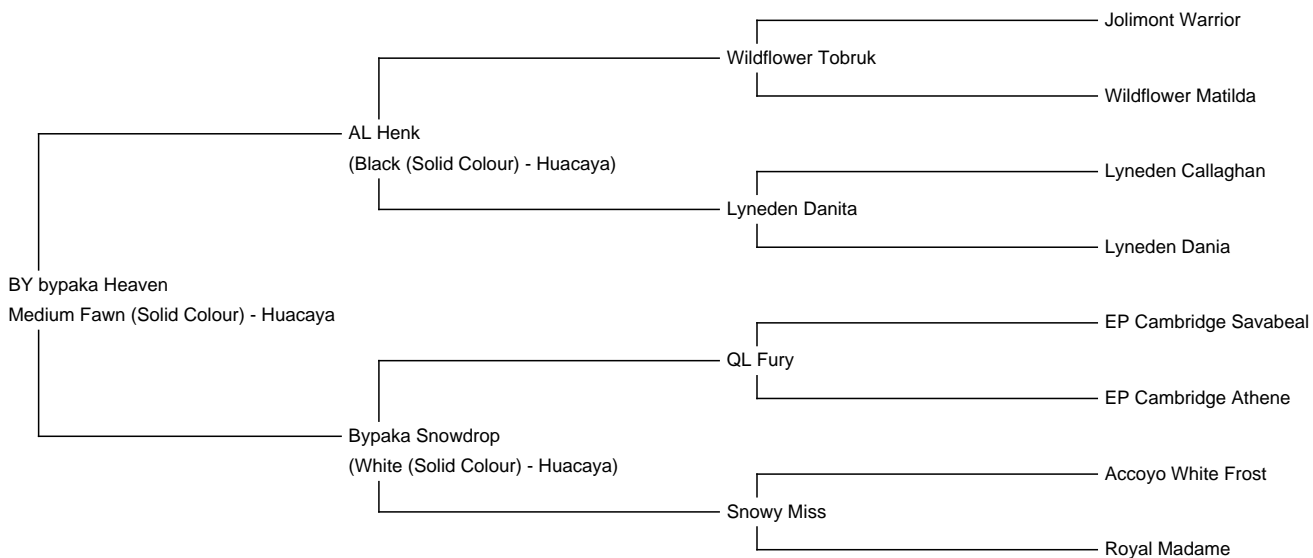 Jolimont Warrior
Wildflower Tobruk
Wildflower Matilda
AL Henk
(Black (Solid Colour) - Huacaya)
Lyneden Callaghan
Lyneden Danita
Lyneden Dania
BY bypaka Heaven
Medium Fawn (Solid Colour) - Huacaya
EP Cambridge Savabeal
QL Fury
EP Cambridge Athene
Bypaka Snowdrop
(White (Solid Colour) - Huacaya)
Accoyo White Frost
Snowy Miss
Royal Madame